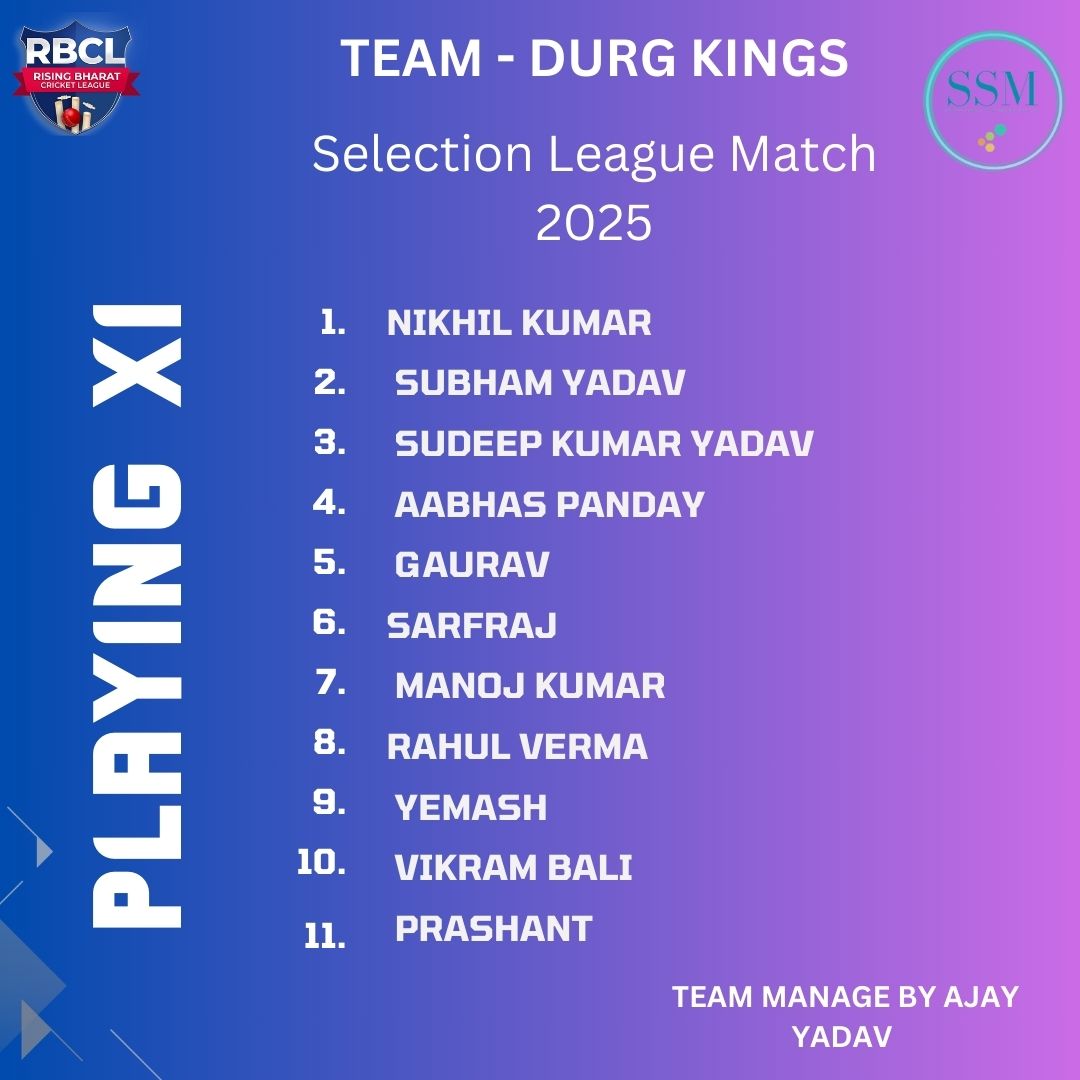 RBCL
RISING BHARAT
CRICKET LEAGUE
TEAM - DURG KINGS
SSM
Selection League Match
2025
PLAYING XI
1. NIKHIL KUMAR
2. SUBHAM YADAV
3. SUDEEP KUMAR YADAV
4. AABHAS PANDAY
5. GAURAV
6. SARFRAJ
7. MANOJ KUMAR
8. RAHUL VERMA
9. YEMASH
10. VIKRAM BALI
11. PRASHANT
TEAM MANAGE BY AJAY
YADAV